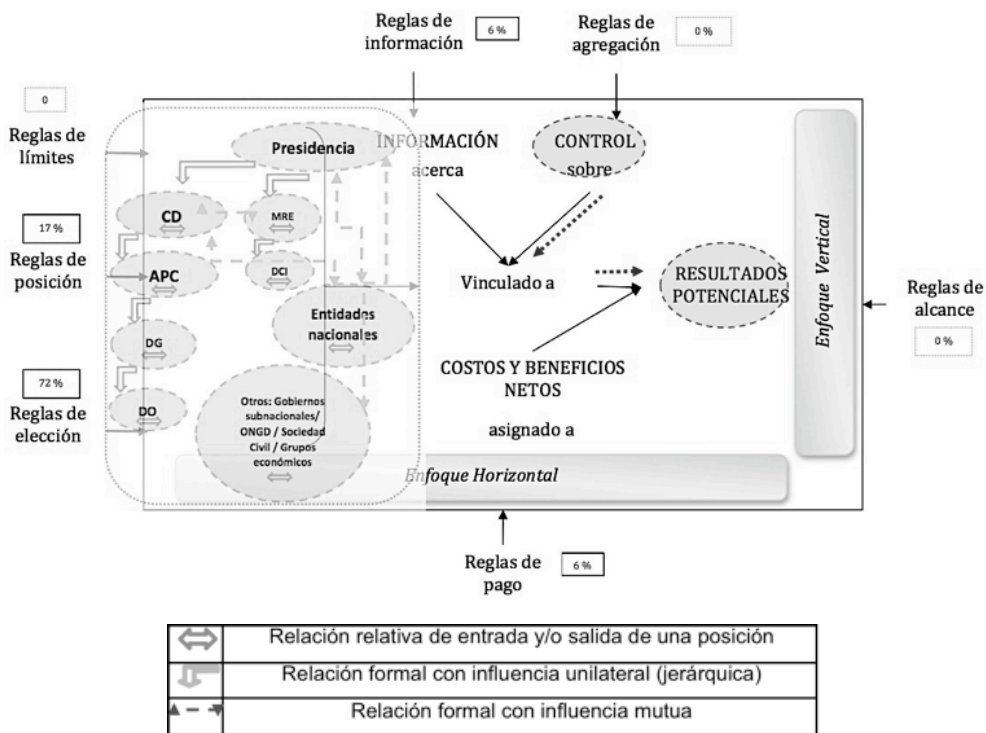 Reglas de
información
6 %
Reglas de
agregación
0 %
0
Reglas de
límites
17 %
Reglas de
posición
72 %
Reglas de
elección
Presidencia
CD
MRE
APC
DCI
DG
DO
Entidades
nacionales
Otros: Gobiernos
subnacionales/
ONGD / Sociedad
Civil / Grupos
económicos
INFORMACIÓN
acerca
CONTROL
sobre
Vinculado a
RESULTADOS
POTENCIALES
COSTOS Y BENEFICIOS
NETOS
asignado a
Enfoque Horizontal
Enfoque Vertical
Reglas de
alcance
0 %
Reglas de
pago
6 %
Relación relativa de entrada y/o salida de una posición
Relación formal con influencia unilateral (jerárquica)
Relación formal con influencia mutua